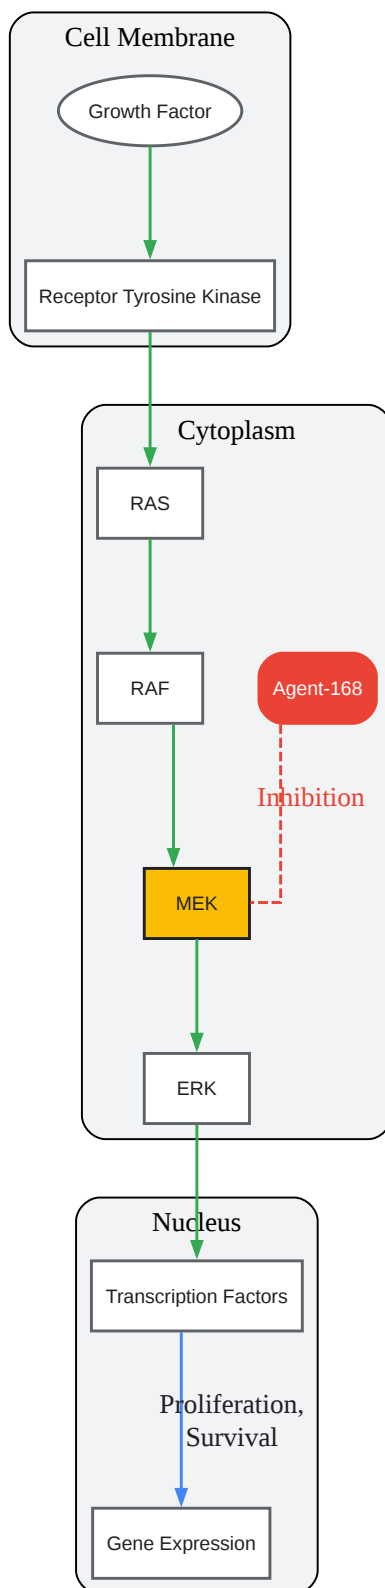 Cell Membrane
Growth Factor
Receptor Tyrosine Kinase
Cytoplasm
RAS
RAF
Agent-168
Inhibition
MEK
ERK
Nucleus
Transcription Factors
Proliferation,
Survival
Gene Expression